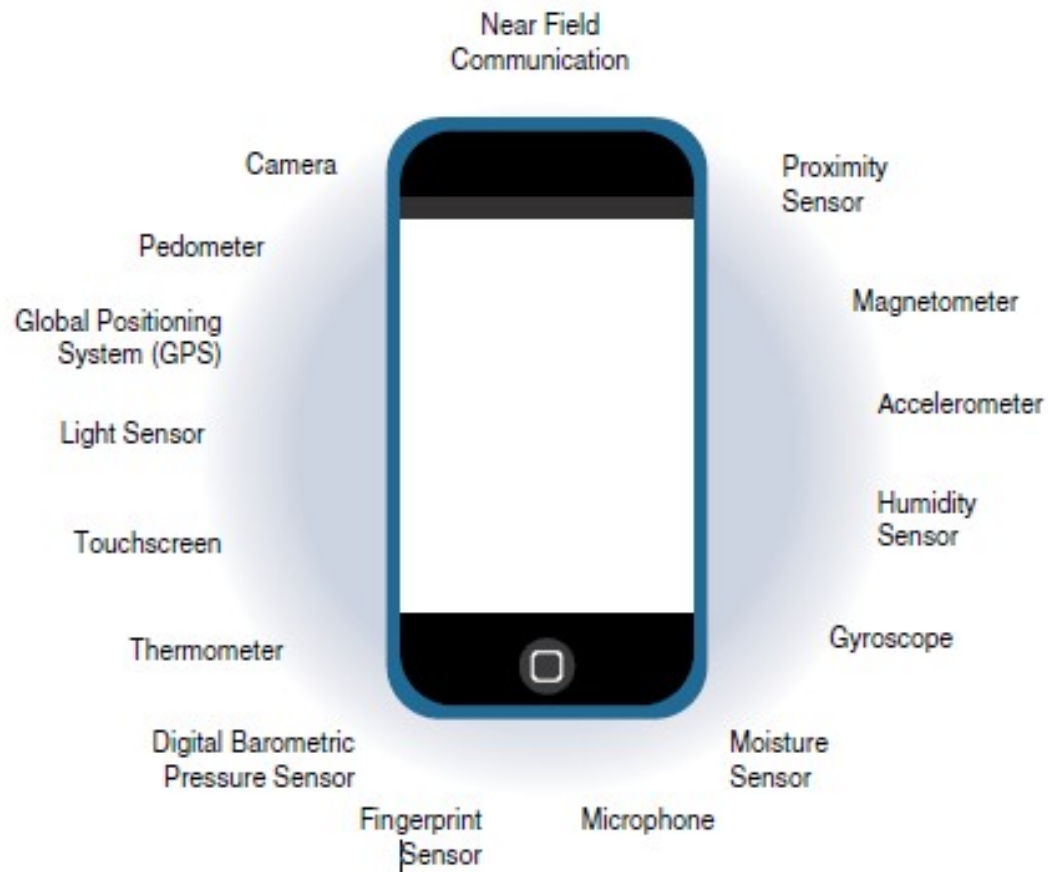 Near Field
Communication
Camera
Proximity
Sensor
Pedometer
Magnetometer
Global Positioning
System (GPS)
Accelerometer
Light Sensor
Humidity
Sensor
Touchscreen
Gyroscope
Thermometer
Digital Barometric
Pressure Sensor
Moisture
Sensor
Fingerprint
Sensor
Microphone